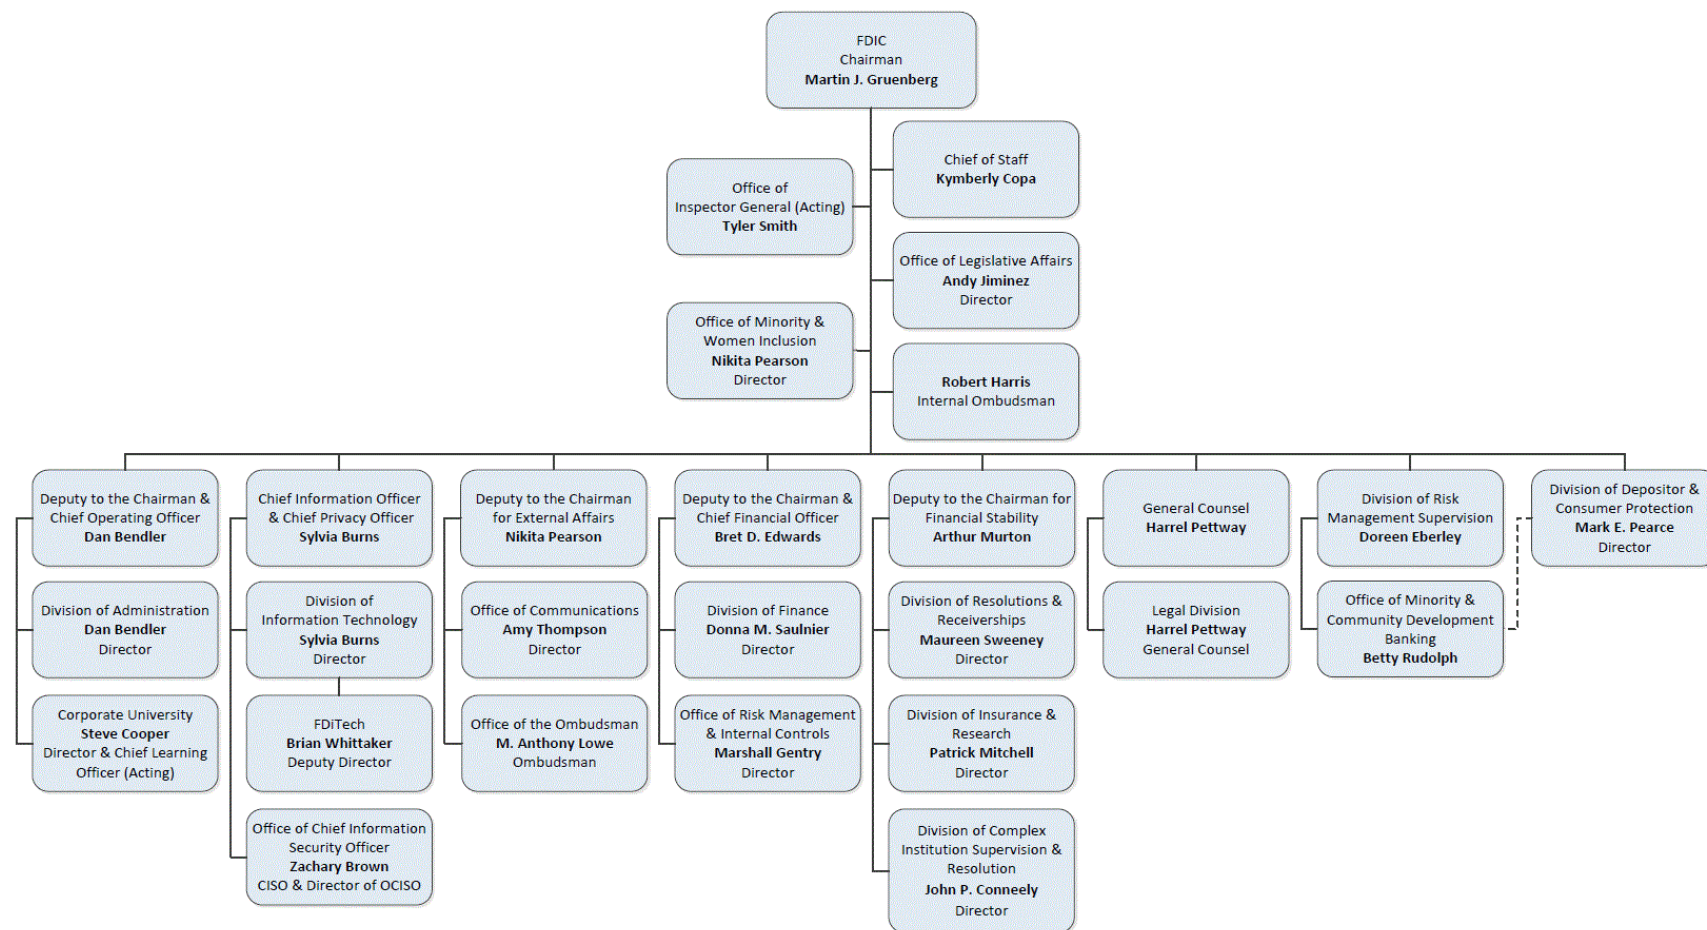 FDIC
Chairman
Martin J. Gruenberg
Chief of Staff
Kymberly Copa
Office of
Inspector General (Acting)
Tyler Smith
Office of Legislative Affairs
Andy Jiminez
Director
Office of Minority &
Women Inclusion
Nikita Pearson
Director
Robert Harris
Internal Ombudsman
Deputy to the Chairman &
Chief Operating Officer
Dan Bendler
Chief Information Officer
& Chief Privacy Officer
Sylvia Burns
Deputy to the Chairman
for External Affairs
Nikita Pearson
Deputy to the Chairman &
Chief Financial Officer
Bret D. Edwards
Deputy to the Chairman for
Financial Stability
Arthur Murton
General Counsel
Harrel Pettway
Division of Risk
Management Supervision
Doreen Eberley
Division of Depositor &
Consumer Protection
Mark E. Pearce
Director
Division of Administration
Dan Bendler
Director
Division of
Information Technology
Sylvia Burns
Director
Office of Communications
Amy Thompson
Director
Division of Finance
Donna M. Saulnier
Director
Division of Resolutions &
Receiverships
Maureen Sweeney
Director
Legal Division
Harrel Pettway
General Counsel
Office of Minority &
Community Development
Banking
Betty Rudolph
Corporate University
Steve Cooper
Director & Chief Learning
Officer (Acting)
FDiTech
Brian Whittaker
Deputy Director
Office of the Ombudsman
M. Anthony Lowe
Ombudsman
Office of Risk Management
& Internal Controls
Marshall Gentry
Director
Division of Insurance &
Research
Patrick Mitchell
Director
Office of Chief Information
Security Officer
Zachary Brown
CISO & Director of OCISO
Division of Complex
Institution Supervision &
Resolution
John P. Conneely
Director